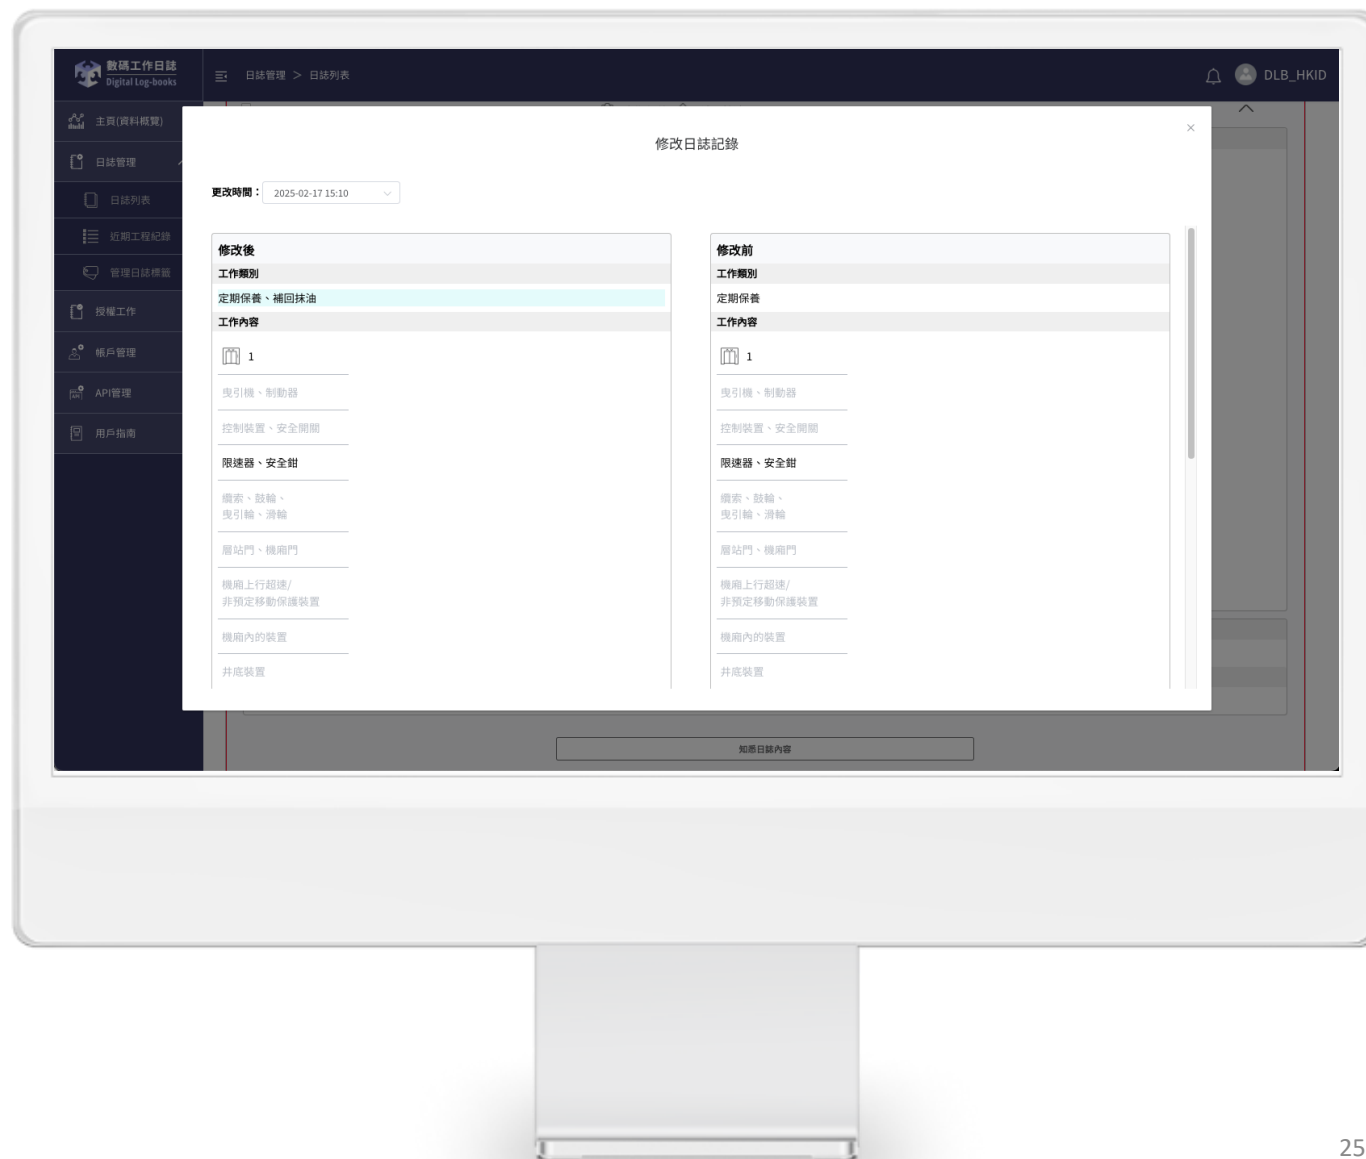 數碼工作日誌
Digital Log-books
日誌管理 > 日誌列表
DLB_HKID
主頁(資料概覽)
日誌管理
日誌列表
近期工程紀錄
管理日誌標籤
授權工作
帳戶管理
API管理
用戶指南
修改日誌記錄
×
更改時間：
2025-02-17 15:10
修改後
工作類別
定期保養、補回抹油
工作內容
1
曳引機、制動器
控制裝置、安全開關
限速器、安全鉗
纜索、鼓輪、
曳引輪、滑輪
層站門、機廂門
機廂上行超速/
非預定移動保護裝置
機廂內的裝置
井底裝置
修改前
工作類別
定期保養
工作內容
1
曳引機、制動器
控制裝置、安全開關
限速器、安全鉗
纜索、鼓輪、
曳引輪、滑輪
層站門、機廂門
機廂上行超速/
非預定移動保護裝置
機廂內的裝置
井底裝置
知悉日誌內容
25